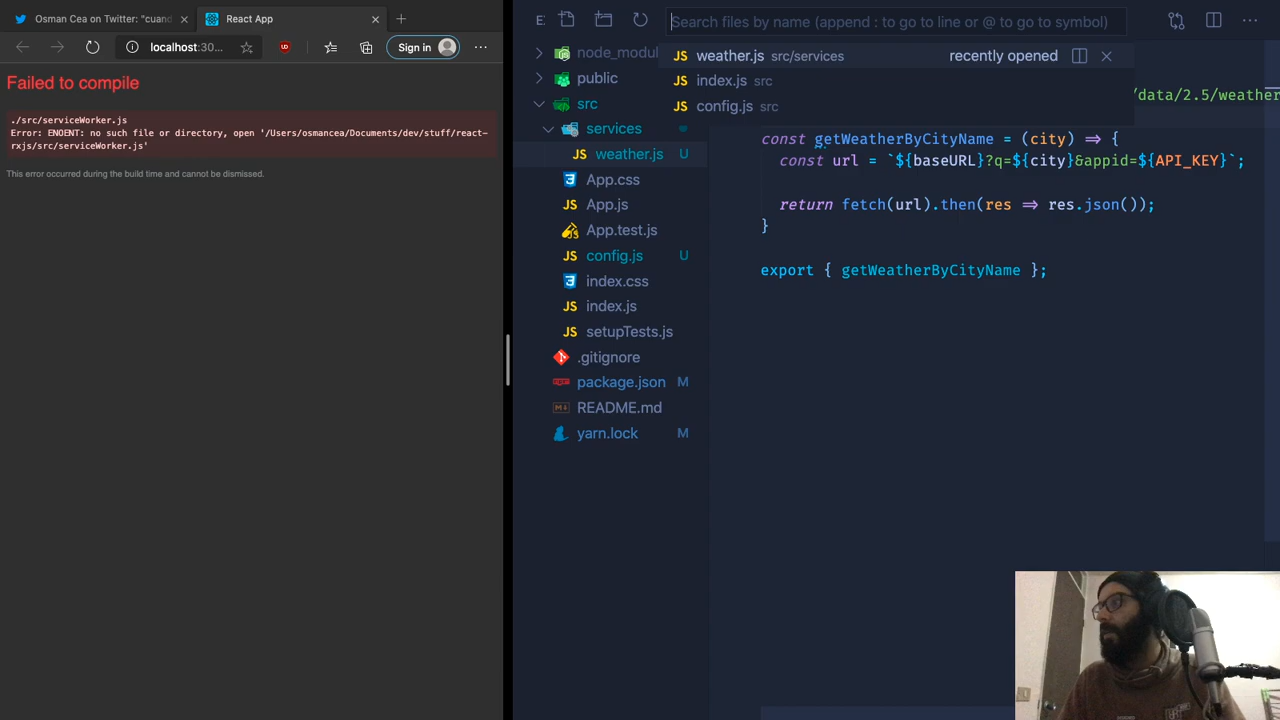 Osman Cea on Twitter: "cuand
React App
localhost:30...
Sign in
Failed to compile
./src/serviceWorker.js
Error: ENOENT: no such file or directory, open '/Users/osmancea/Documents/dev/stuff/react-
rxjs/src/serviceWorker.js'
This error occurred during the build time and cannot be dismissed.
E
Search files by name (append : to go to line or @ to go to symbol)
weather.js src/services recently opened
index.js src
config.js src
node_modul
public
src
services
weather.js U
App.css
App.js
App.test.js
config.js U
index.css
index.js
setupTests.js
.gitignore
package.json M
README.md
yarn.lock M
/data/2.5/weather
const getWeatherByCityName = (city) => {
const url = `${baseURL}?q=${city}&appid=${API_KEY}`;
return fetch(url).then(res => res.json());
}
export { getWeatherByCityName };